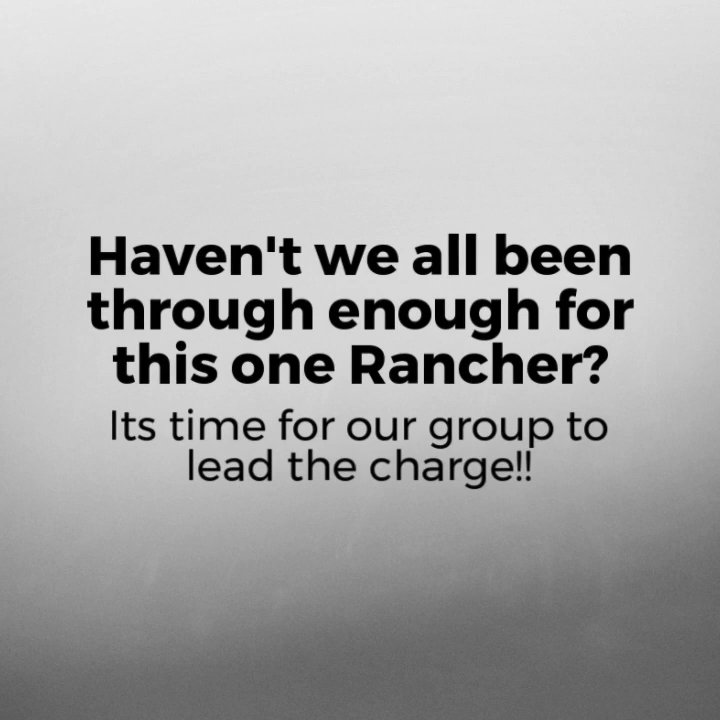 Haven't we all been
through enough for
this one Rancher?
Its time for our group to
lead the charge!!